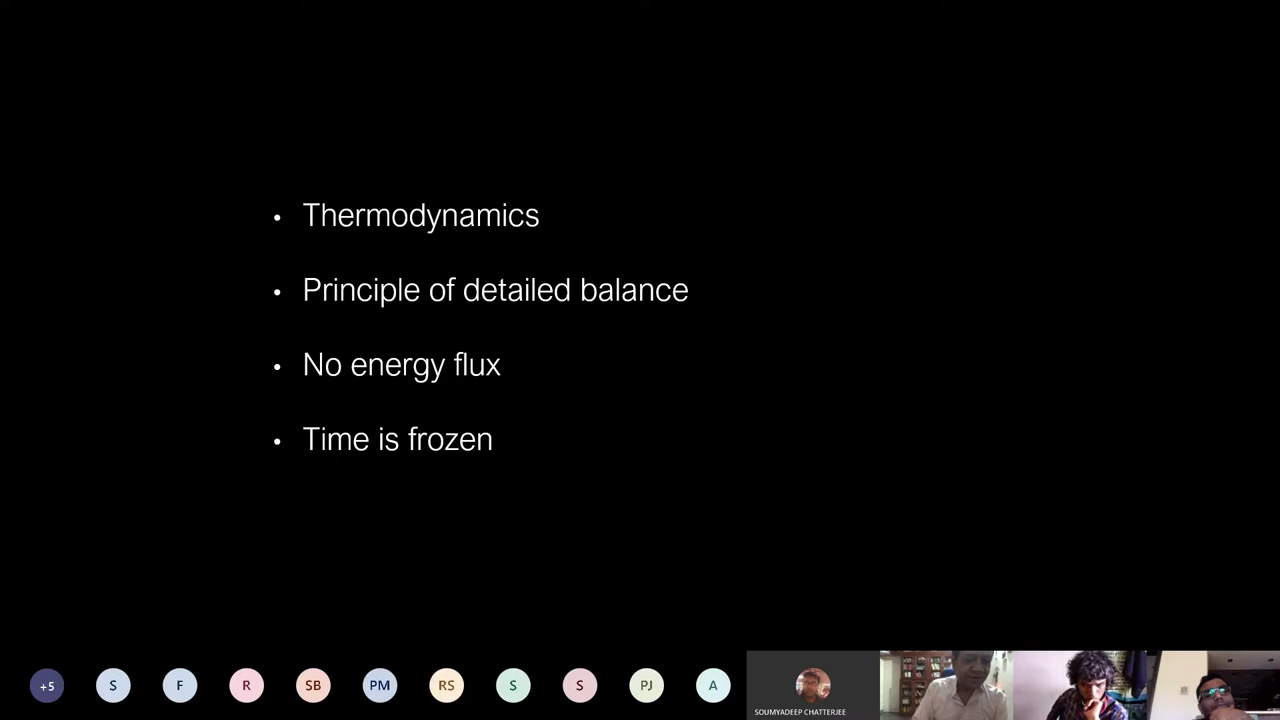 • Thermodynamics
• Principle of detailed balance
• No energy flux
• Time is frozen
+5 S F R SB PM RS S S PJ A
SOUMYADEEP CHATTERJEE